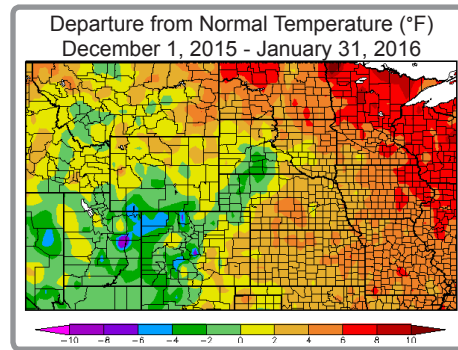 Departure from Normal Temperature (°F)
December 1, 2015 - January 31, 2016
-10 -8 -6 -4 -2 0 2 4 6 8 10